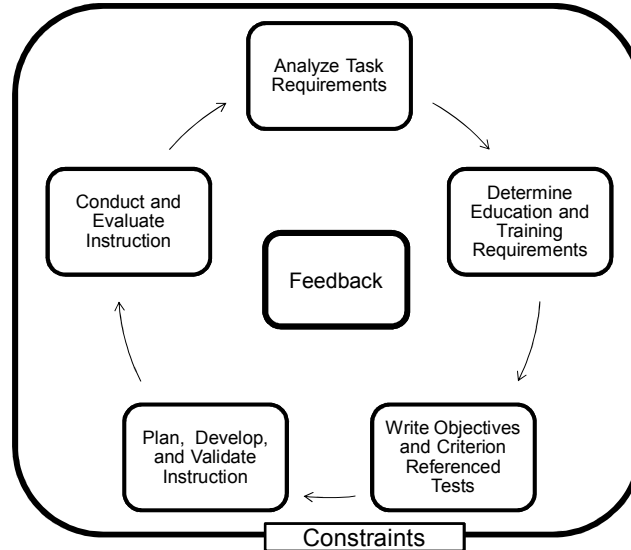 Analyze Task
Requirements
Determine
Education and
Training
Requirements
Write Objectives
and Criterion
Referenced
Tests
Plan, Develop,
and Validate
Instruction
Conduct and
Evaluate
Instruction
Feedback
Constraints